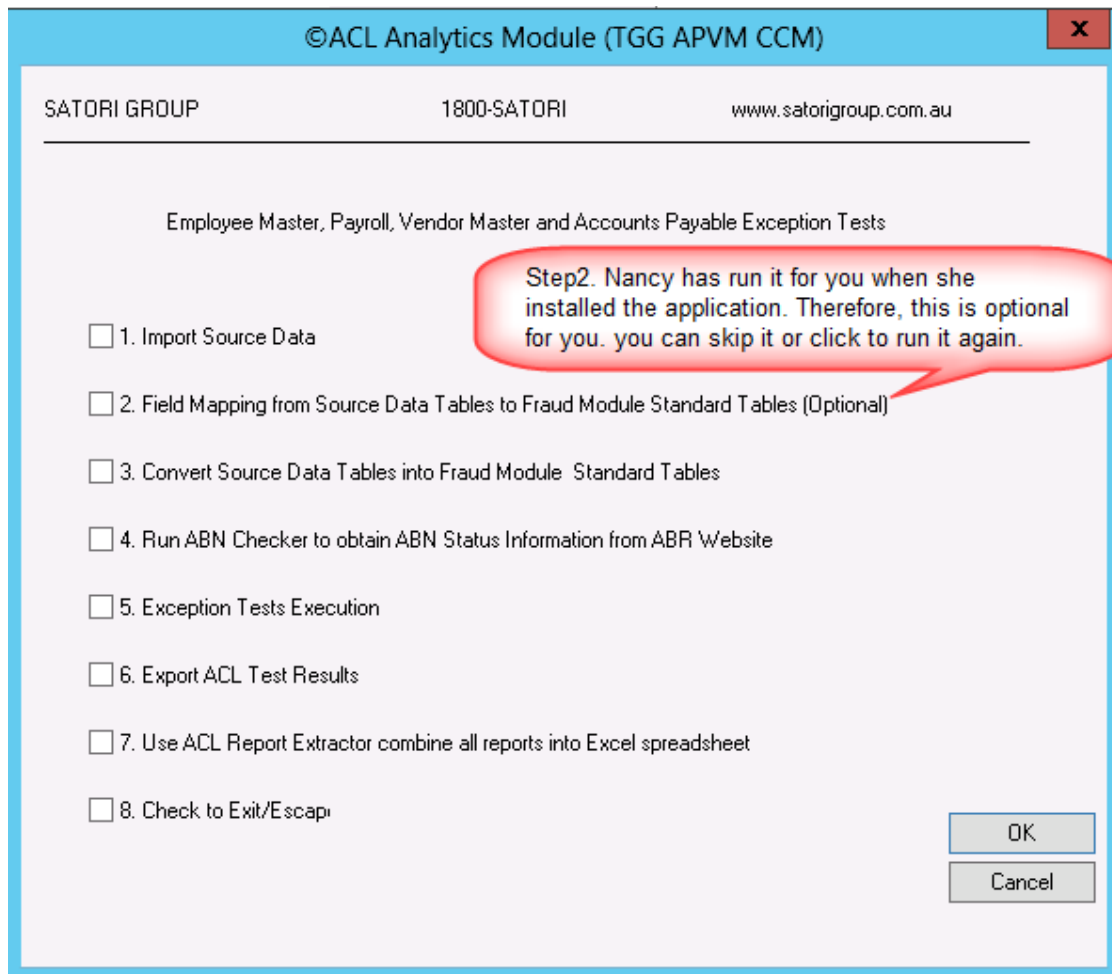 ©ACL Analytics Module (TGG APVM CCM)
x
SATORI GROUP 1800-SATORI www.satorigroup.com.au
Employee Master, Payroll, Vendor Master and Accounts Payable Exception Tests
Step2. Nancy has run it for you when she
installed the application. Therefore, this is optional
for you. you can skip it or click to run it again.
1. Import Source Data
2. Field Mapping from Source Data Tables to Fraud Module Standard Tables (Optional)
3. Convert Source Data Tables into Fraud Module Standard Tables
4. Run ABN Checker to obtain ABN Status Information from ABR Website
5. Exception Tests Execution
6. Export ACL Test Results
7. Use ACL Report Extractor combine all reports into Excel spreadsheet
8. Check to Exit/Escap
OK
Cancel